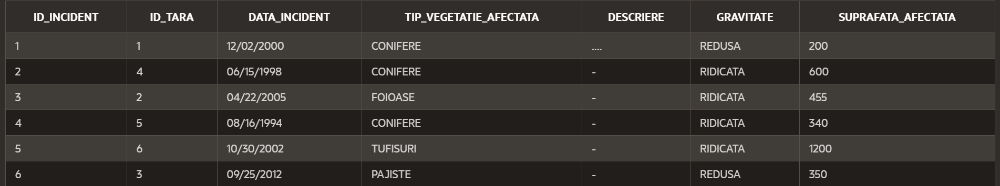 ID_INCIDENT ID_TARA DATA_INCIDENT TIP_VEGETATIE_AFECTATA DESCRIERE GRAVITATE SUPRAFATA_AFECTATA
1 1 12/02/2000 CONIFERE .... REDUSA 200
2 4 06/15/1998 CONIFERE - RIDICATA 600
3 2 04/22/2005 FOIOASE - RIDICATA 455
4 5 08/16/1994 CONIFERE - RIDICATA 340
5 6 10/30/2002 TUFISURI - RIDICATA 1200
6 3 09/25/2012 PAJISTE - REDUSA 350